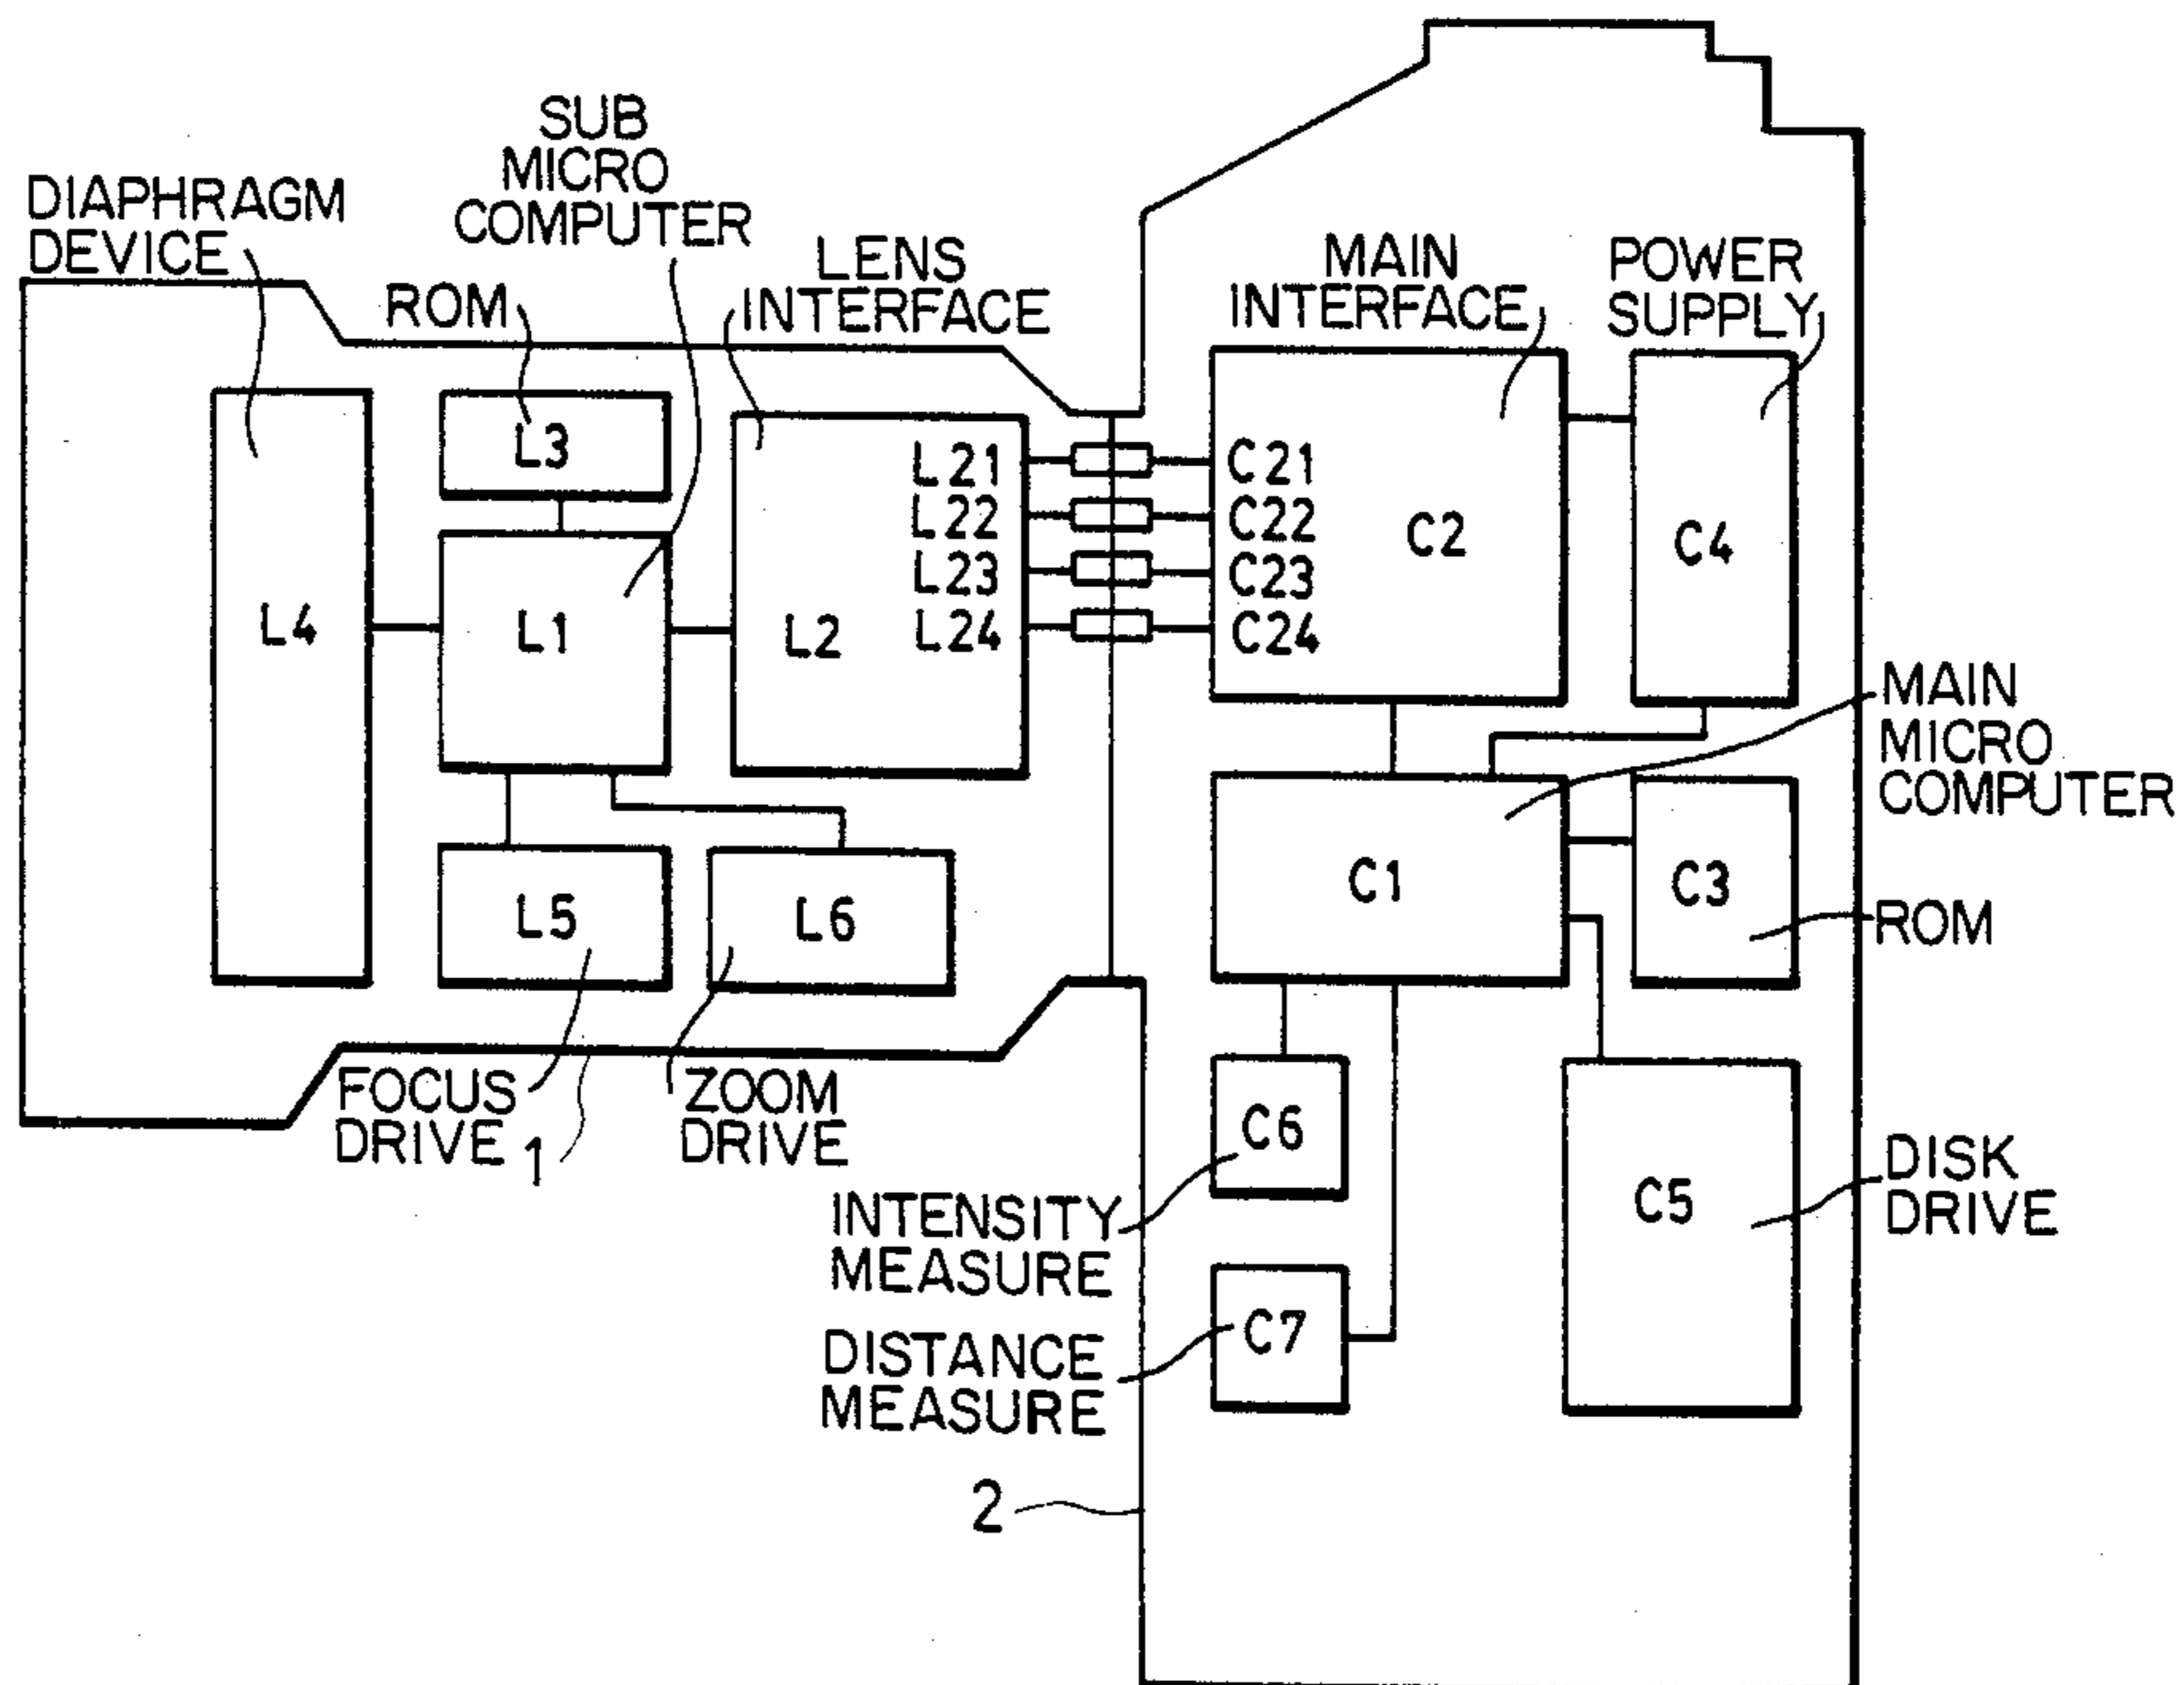 DIAPHRAGM
DEVICE
SUB
MICRO
COMPUTER
ROM
LENS
INTERFACE
MAIN
INTERFACE
POWER
SUPPLY
L3
L21
L22
L23
L24
C21
C22
C23
C24
C2
C4
L4
L1
L2
MAIN
MICRO
COMPUTER
C1
C3
ROM
L5
L6
FOCUS
DRIVE
1
ZOOM
DRIVE
C6
INTENSITY
MEASURE
C5
DISK
DRIVE
C7
DISTANCE
MEASURE
2